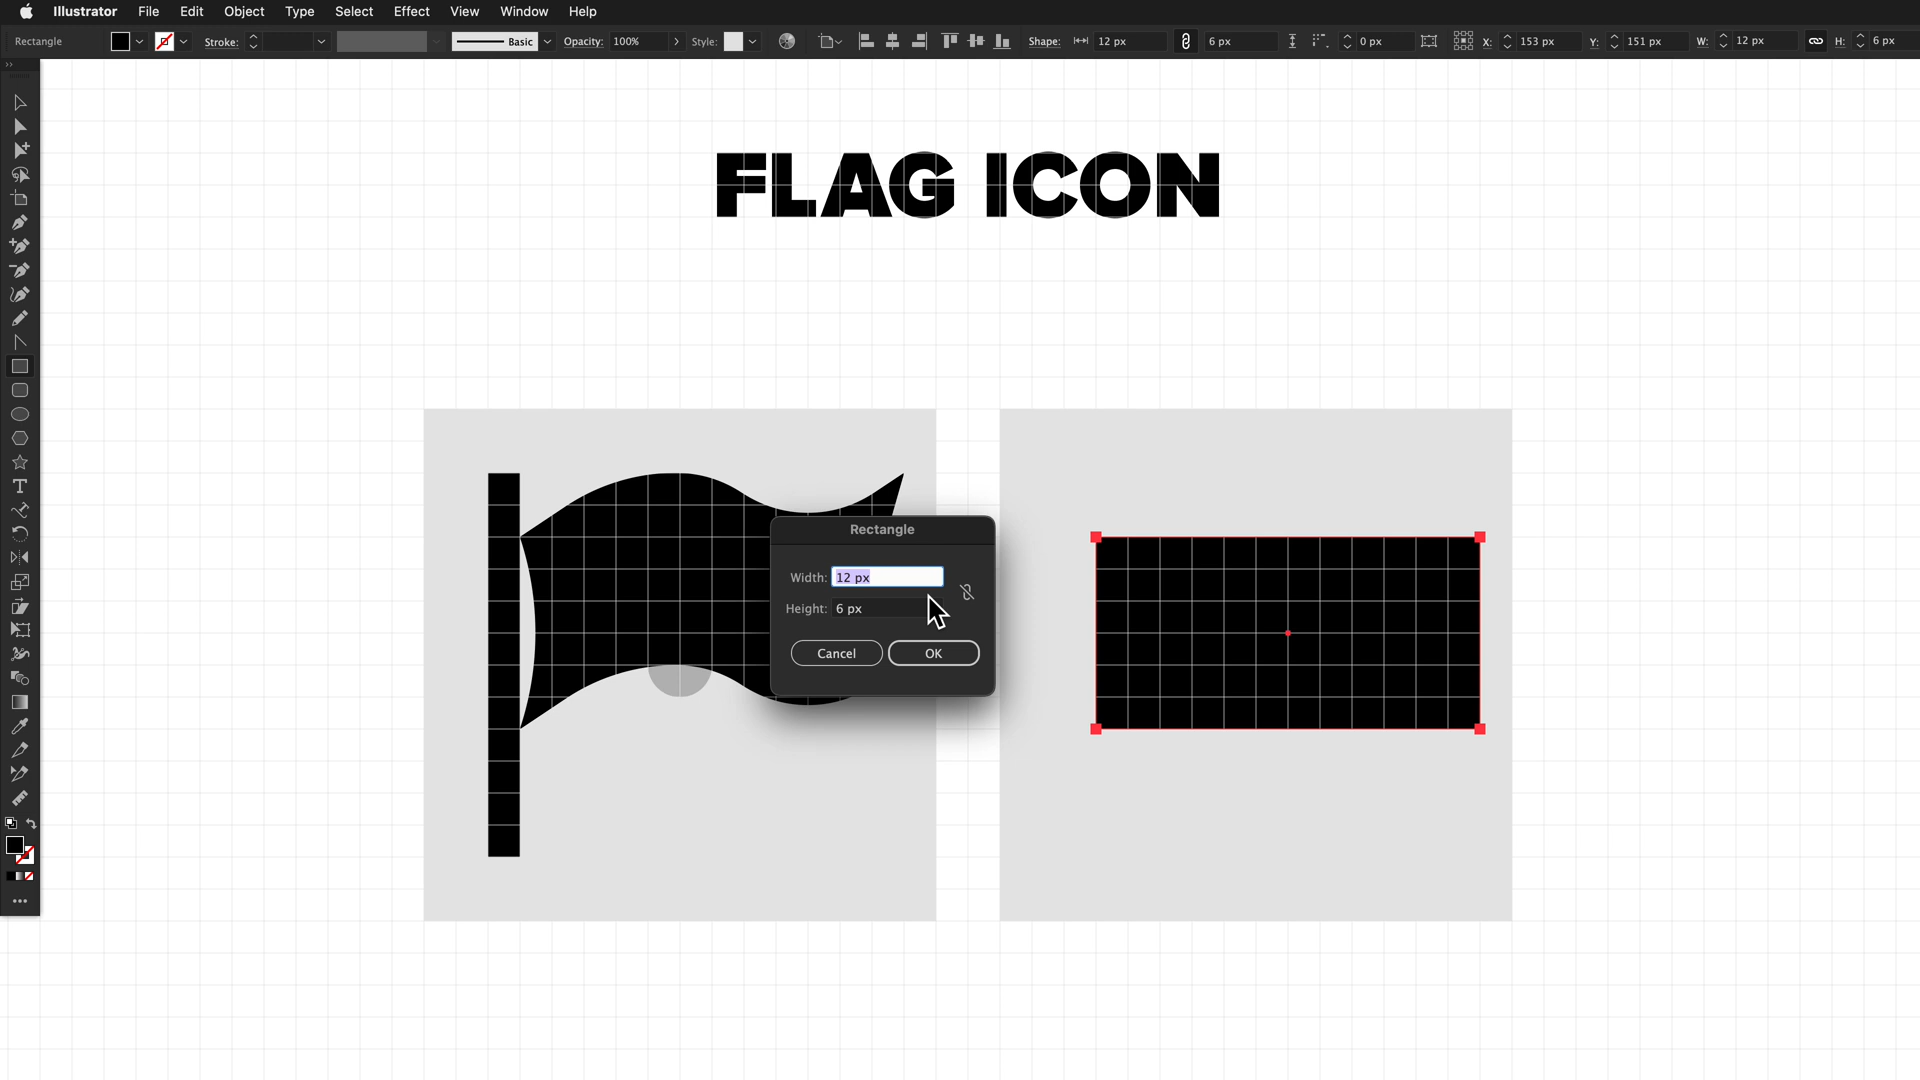 Illustrator File Edit Object Type Select Effect View Window Help
Rectangle Stroke: Basic Opacity: 100% Style: Shape: 12 px 6 px 0 px X: 153 px Y: 151 px W: 12 px H: 6 px
FLAG ICON
Rectangle
Width: 12 px
Height: 6 px
Cancel OK